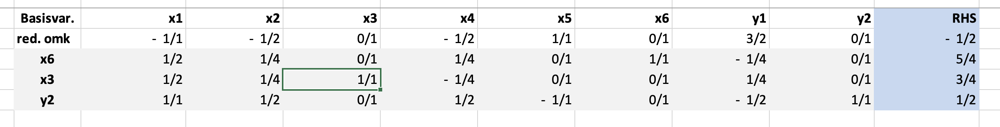 Basisvar. x1 x2 x3 x4 x5 x6 y1 y2 RHS
red. omk - 1/1 - 1/2 0/1 - 1/2 1/1 0/1 3/2 0/1 - 1/2
x6 1/2 1/4 0/1 1/4 0/1 1/1 - 1/4 0/1 5/4
x3 1/2 1/4 1/1 - 1/4 0/1 0/1 1/4 0/1 3/4
y2 1/1 1/2 0/1 1/2 - 1/1 0/1 - 1/2 1/1 1/2